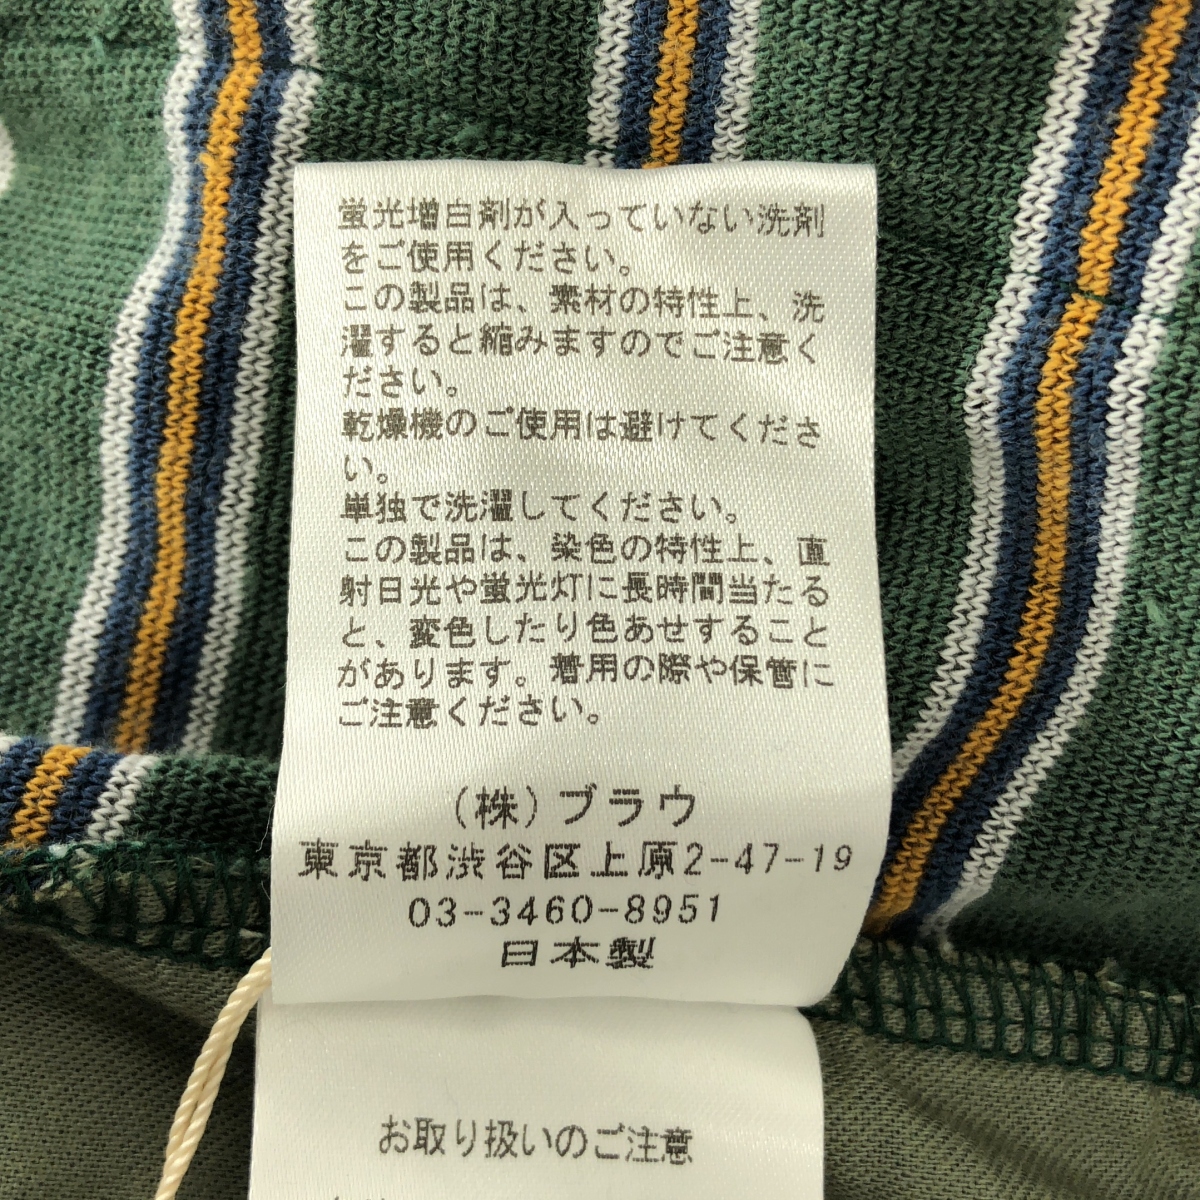 蛍光増白剤が入っていない洗剤
をご使用ください。
この製品は、素材の特性上、洗
濯すると縮みますのでご注意く
ださい。
乾燥機のご使用は避けてくださ
い。
単独で洗濯してください。
この製品は、染色の特性上、直
射日光や蛍光灯に長時間当たる
と、変色したり色あせすること
があります。着用の際や保管に
ご注意ください。
(株)ブラウ
東京都渋谷区上原2-47-19
03-3460-8951
日本製
お取り扱いのご注意